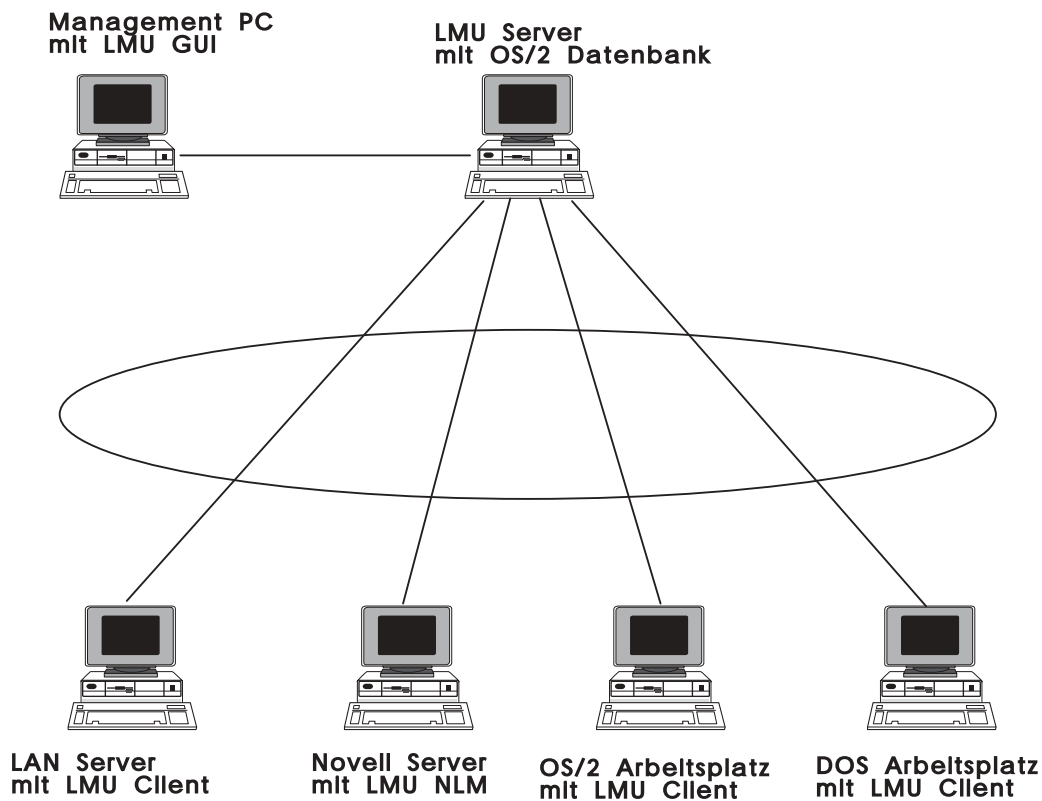 Management PC
mit LMU GUI
LMU Server
mit OS/2 Datenbank
LAN Server
mit LMU Client
Novell Server
mit LMU NLM
OS/2 Arbeitsplatz
mit LMU Client
DOS Arbeitsplatz
mit LMU Client